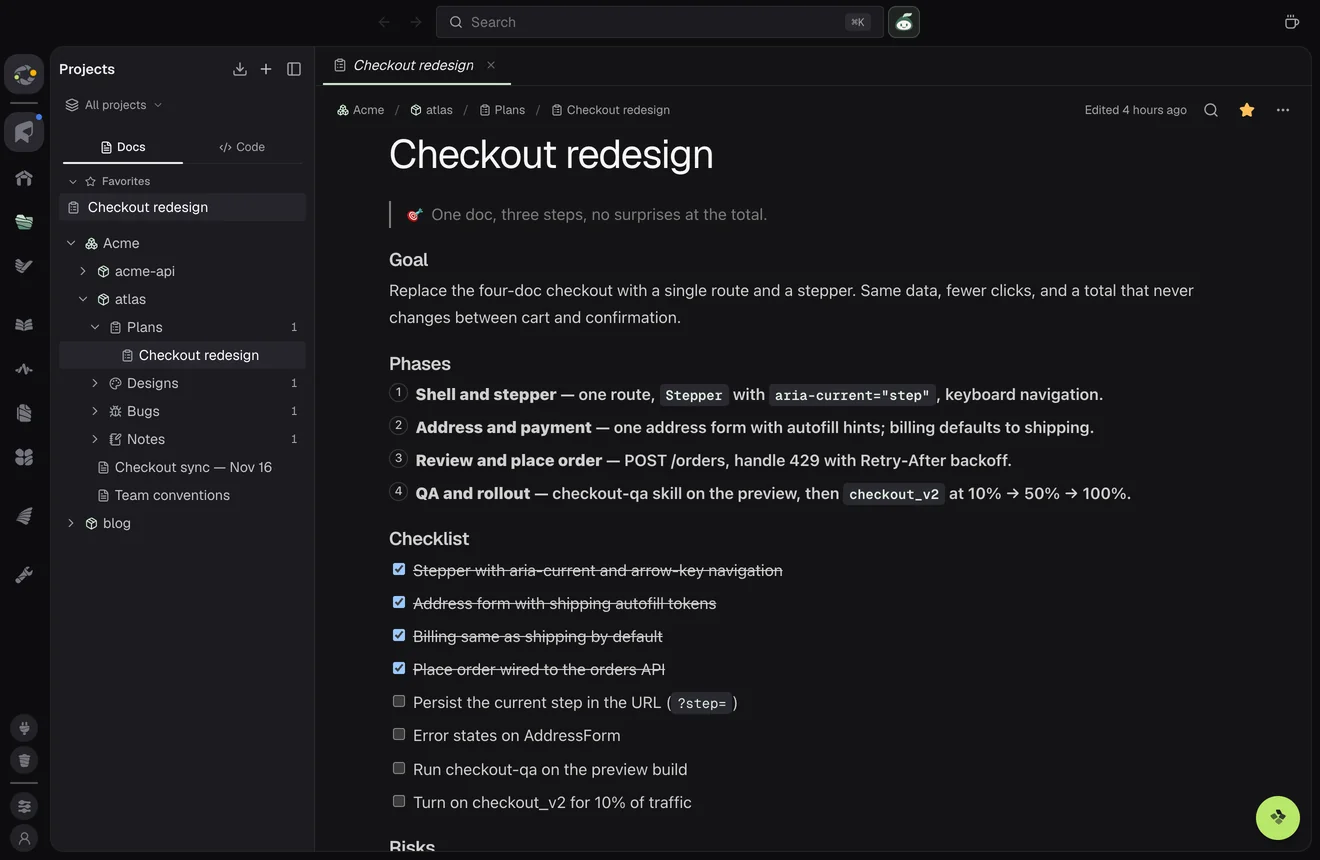 Search
⌘K
Projects
All projects
Docs
Code
Favorites
Checkout redesign
Acme
acme-api
atlas
Plans 1
Checkout redesign
Designs 1
Bugs 1
Notes 1
Checkout sync — Nov 16
Team conventions
blog
Checkout redesign
Acme / atlas / Plans / Checkout redesign
Edited 4 hours ago
Checkout redesign
🎯 One doc, three steps, no surprises at the total.
Goal
Replace the four-doc checkout with a single route and a stepper. Same data, fewer clicks, and a total that never
changes between cart and confirmation.
Phases
1 Shell and stepper — one route, Stepper with aria-current="step", keyboard navigation.
2 Address and payment — one address form with autofill hints; billing defaults to shipping.
3 Review and place order — POST /orders, handle 429 with Retry-After backoff.
4 QA and rollout — checkout-qa skill on the preview, then checkout_v2 at 10% → 50% → 100%.
Checklist
Stepper with aria-current and arrow-key navigation
Address form with shipping autofill tokens
Billing same as shipping by default
Place order wired to the orders API
Persist the current step in the URL (?step=)
Error states on AddressForm
Run checkout-qa on the preview build
Turn on checkout_v2 for 10% of traffic
Risks